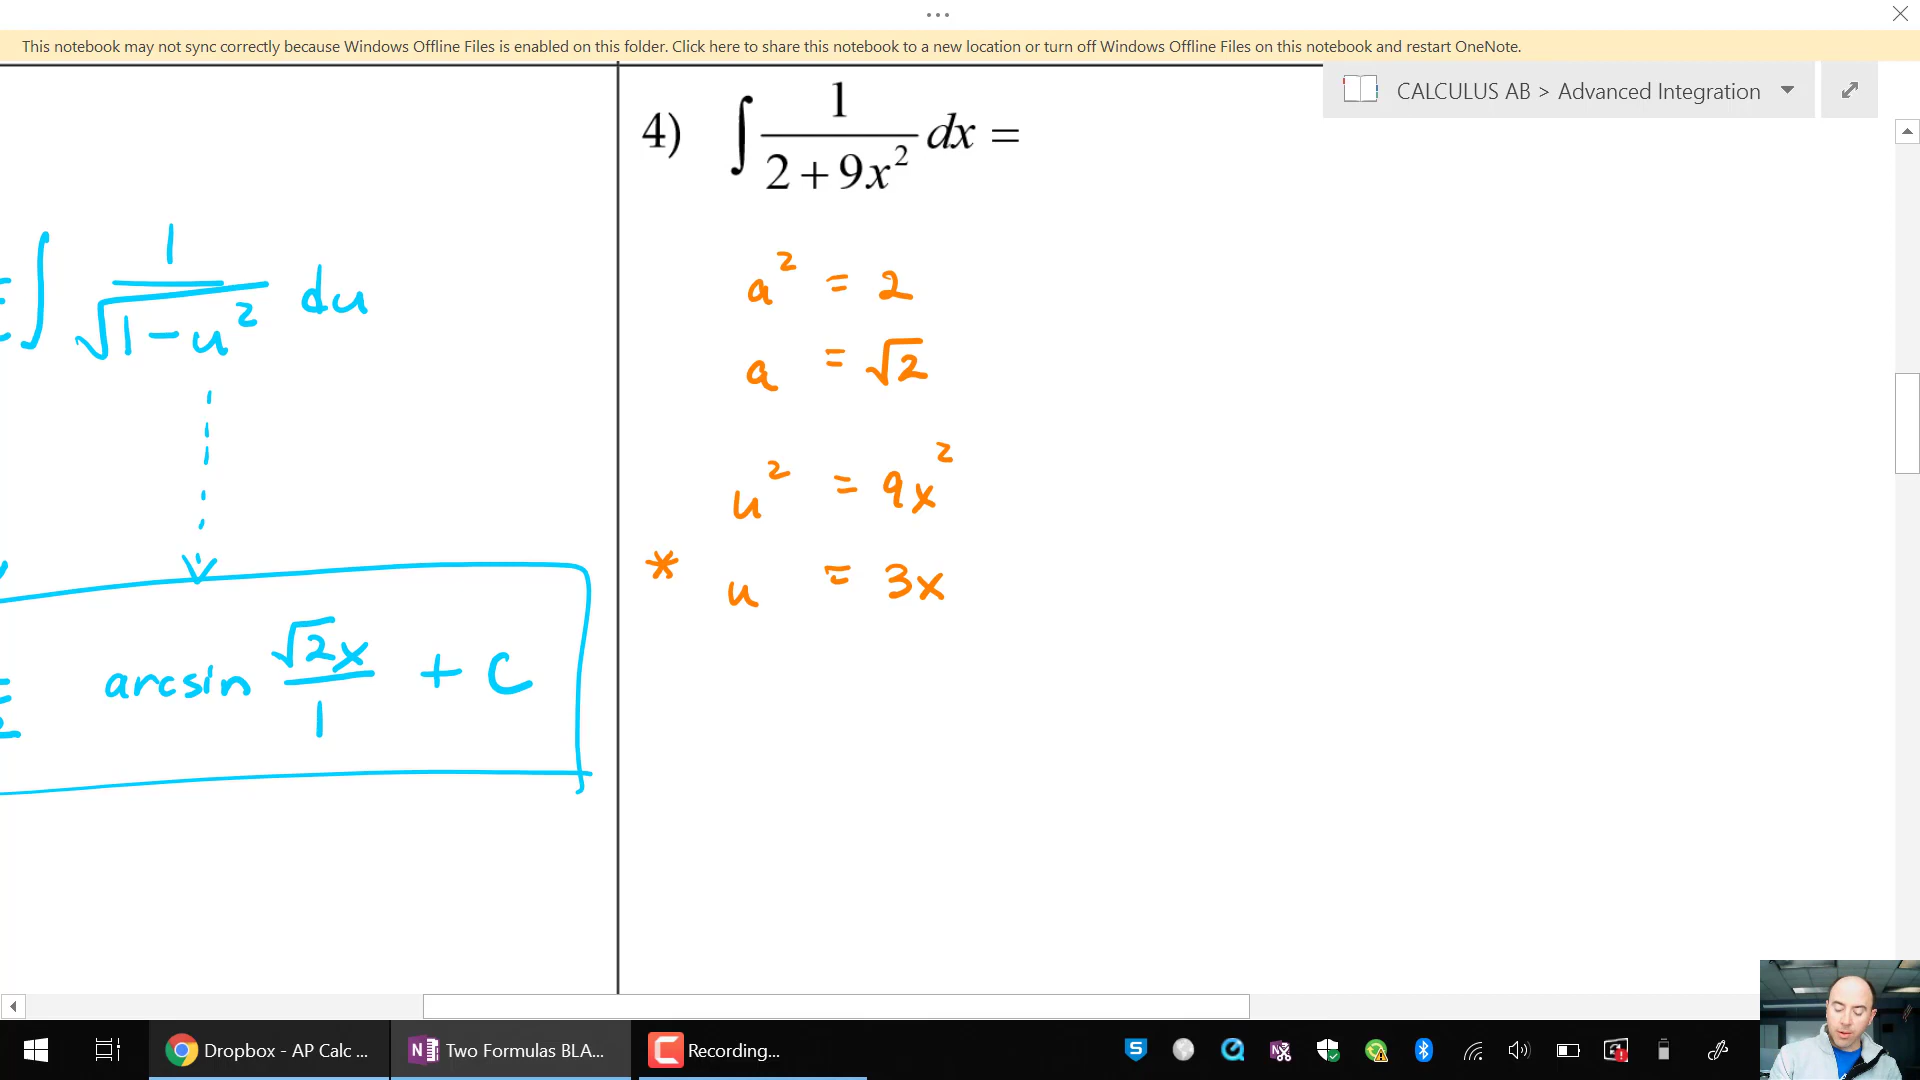 This notebook may not sync correctly because Windows Offline Files is enabled on this folder. Click here to share this notebook to a new location or turn off Windows Offline Files on this notebook and restart OneNote.
CALCULUS AB > Advanced Integration
4) ∫ 1/(2 + 9x²) dx =
∫ 1/√(1 − u²) du
arcsin √2x/1 + C
a² = 2
a = √2
u² = 9x²
* u = 3x
Dropbox - AP Calc ...
Two Formulas BLA...
Recording...